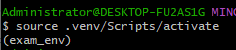 Administrator@DESKTOP-FU2AS1G MING
$ source .venv/Scripts/activate
(exam_env)